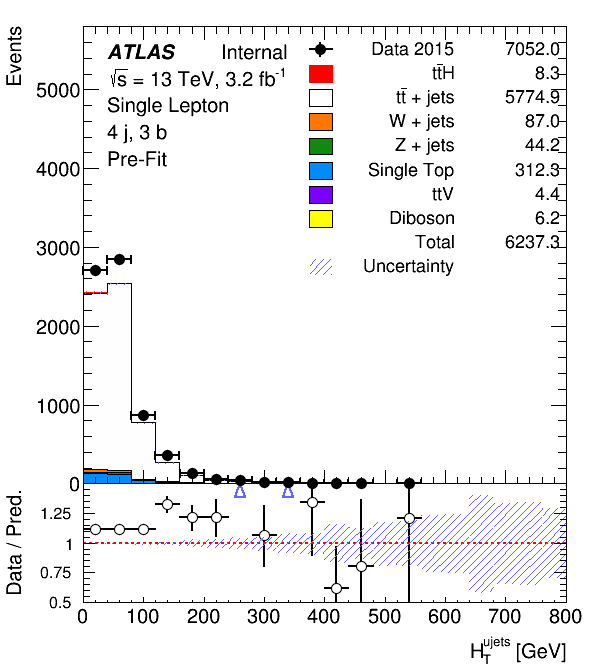 Events
ATLAS Internal
√s = 13 TeV, 3.2 fb⁻¹
Single Lepton
4 j, 3 b
Pre-Fit
Data 2015 7052.0
tt̄H 8.3
tt̄ + jets 5774.9
W + jets 87.0
Z + jets 44.2
Single Top 312.3
ttV 4.4
Diboson 6.2
Total 6237.3
Uncertainty
5000
4000
3000
2000
1000
0
Data / Pred.
1.25
1
0.75
0.5
0 100 200 300 400 500 600 700 800
H_T^ujets [GeV]